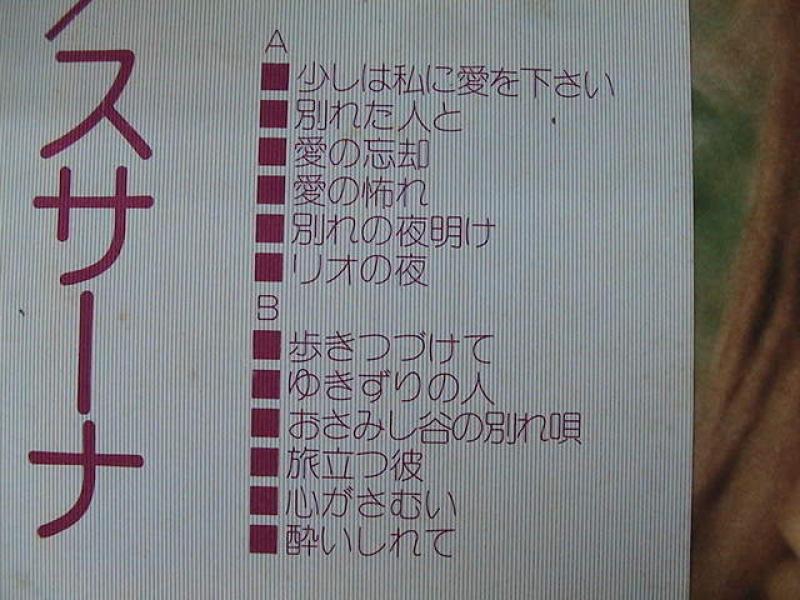 スサーナ
A
■少しは私に愛を下さい
■別れた人と
■愛の忘却
■愛の怖れ
■別れの夜明け
■リオの夜
B
■歩きつづけて
■ゆきずりの人
■おさみし谷の別れ唄
■旅立つ彼
■心がさむい
■酔いしれて